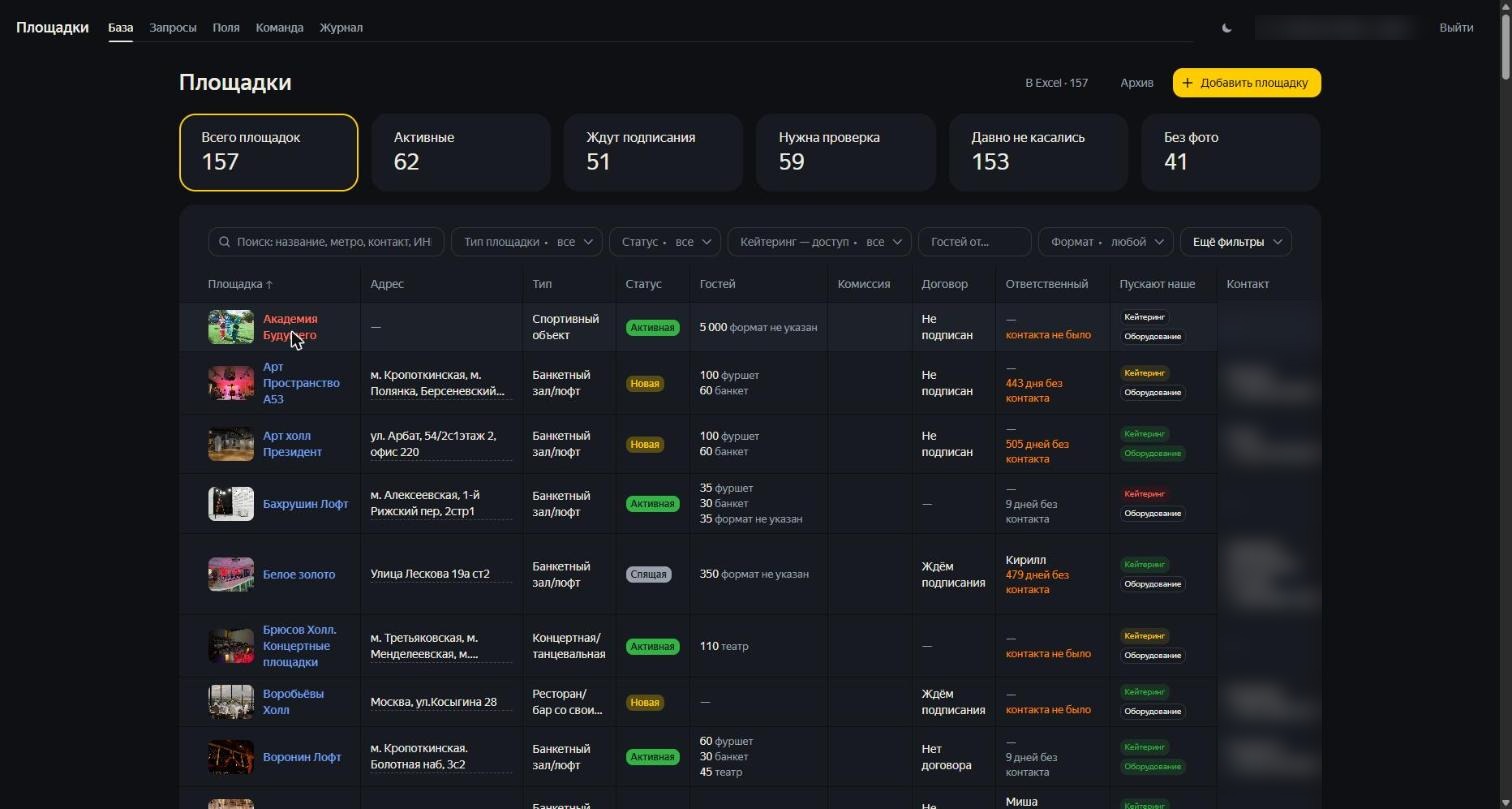 Площадки База Запросы Поля Команда Журнал Выйти
Площадки В Excel · 157 Архив + Добавить площадку
Всего площадок Активные Ждут подписания Нужна проверка Давно не касались Без фото
157 62 51 59 153 41
Поиск: название, метро, контакт, ИН Тип площадки • все Статус • все Кейтеринг — доступ • все Гостей от... Формат • любой Ещё фильтры
Площадка ↑ Адрес Тип Статус Гостей Комиссия Договор Ответственный Пускают наше Контакт
Академия
— Спортивный объект Активная 5 000 формат не указан Не подписан — контакта не было Кейтеринг Оборудование
Арт Пространство А53
м. Кропоткинская, м. Полянка, Берсеневский... Банкетный зал/лофт Новая 100 фуршет 60 банкет Не подписан — 443 дня без контакта Кейтеринг Оборудование
Арт холл Президент
ул. Арбат, 54/2с1этаж 2, офис 220 Банкетный зал/лофт Новая 100 фуршет 60 банкет Не подписан — 505 дней без контакта Кейтеринг Оборудование
Бахрушин Лофт
м. Алексеевская, 1-й Рижский пер, 2стр1 Банкетный зал/лофт Активная 35 фуршет 30 банкет 35 формат не указан — — 9 дней без контакта Кейтеринг Оборудование
Белое золото
Улица Лескова 19а ст2 Банкетный зал/лофт Спящая 350 формат не указан Ждём подписания Кирилл 479 дней без контакта Кейтеринг Оборудование
Брюсов Холл. Концертные площадки
м. Третьяковская, м. Менделеевская, м.... Концертная/ танцевальная Активная 110 театр — — контакта не было Кейтеринг Оборудование
Воробьёвы Холл
Москва, ул.Косыгина 28 Ресторан/ бар со свои... Новая — Ждём подписания — контакта не было Кейтеринг Оборудование
Воронин Лофт
м. Кропоткинская. Болотная наб, 3с2 Банкетный зал/лофт Активная 60 фуршет 30 банкет 45 театр Нет договора — 9 дней без контакта Кейтеринг Оборудование
Банкетный Не Миша Кейтеринг